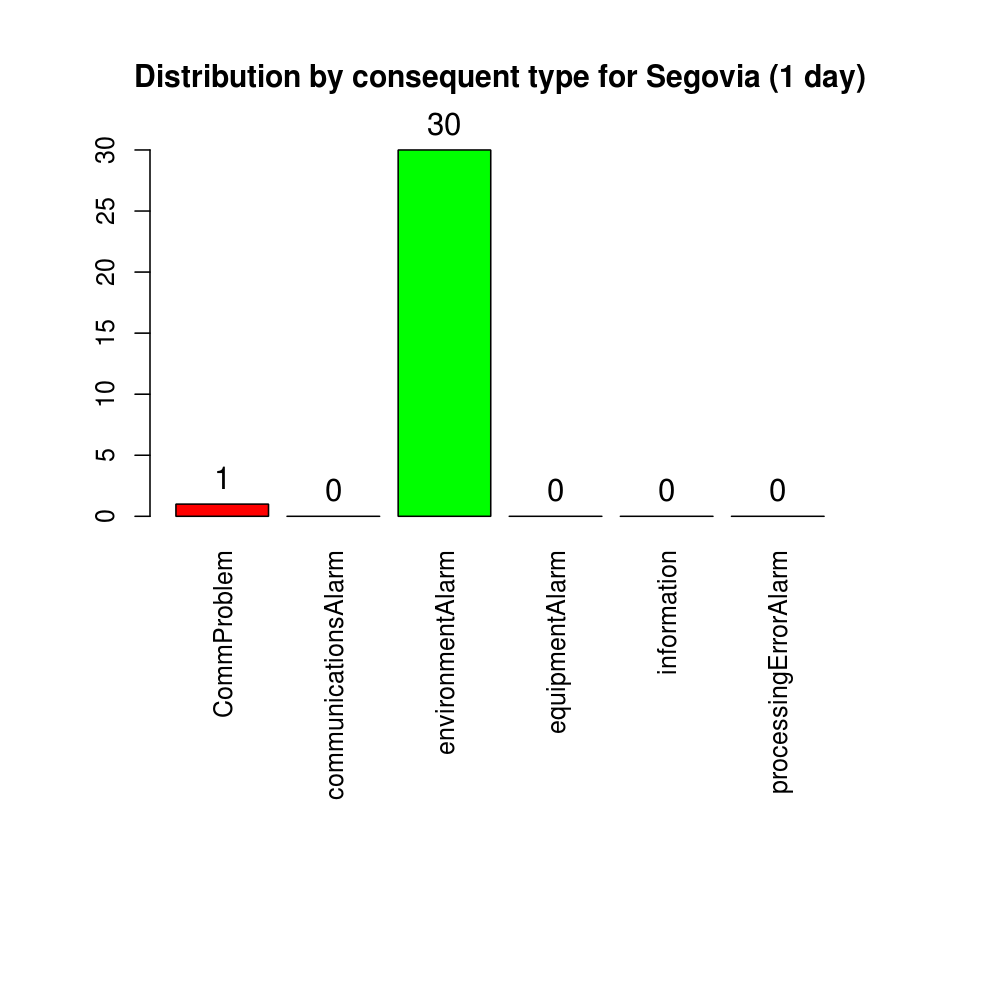 Distribution by consequent type for Segovia (1 day)
30
1
0
0
0
0
30
25
20
15
10
5
0
CommProblem
communicationsAlarm
environmentAlarm
equipmentAlarm
information
processingErrorAlarm